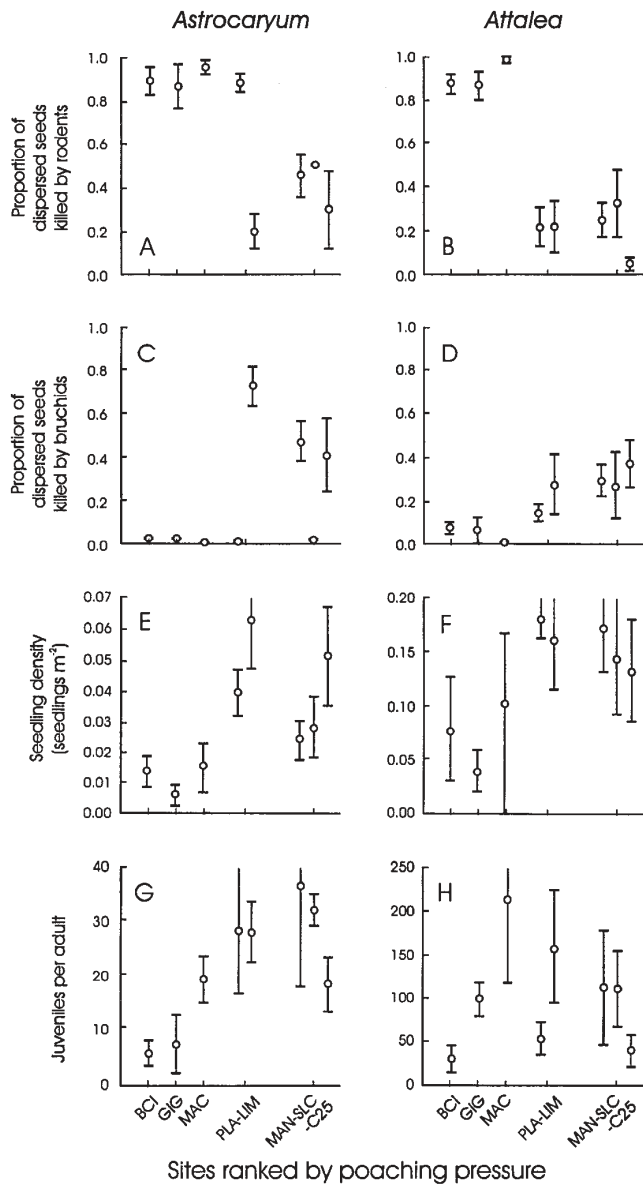 Astrocaryum
Attalea
Proportion of
dispersed seeds
killed by rodents
1.0
0.8
0.6
0.4
0.2
0.0
A
1.0
0.8
0.6
0.4
0.2
0.0
B
Proportion of
dispersed seeds
killed by bruchids
1.0
0.8
0.6
0.4
0.2
0.0
C
1.0
0.8
0.6
0.4
0.2
0.0
D
Seedling density
(seedlings m⁻²)
0.07
0.06
0.05
0.04
0.03
0.02
0.01
0.00
E
0.20
0.15
0.10
0.05
0.00
F
Juveniles per adult
40
30
20
10
0
G
250
200
150
100
50
0
H
BCI
GIG
MAC
PLA-LIM
MAN-SLC
-C25
BCI
GIG
MAC
PLA-LIM
MAN-SLC
-C25
Sites ranked by poaching pressure